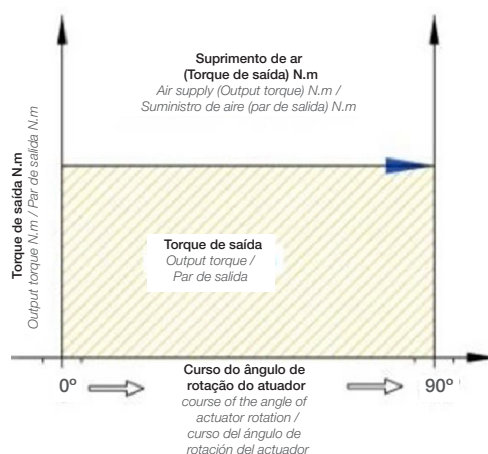 Suprimento de ar
(Torque de saída) N.m
Air supply (Output torque) N.m /
Suministro de aire (par de salida) N.m
Torque de saída N.m
Output torque N.m / Par de salida N.m
Torque de saída
Output torque /
Par de salida
0º
90º
Curso do ângulo de
rotação do atuador
course of the angle of
actuator rotation /
curso del ángulo de
rotación del actuador